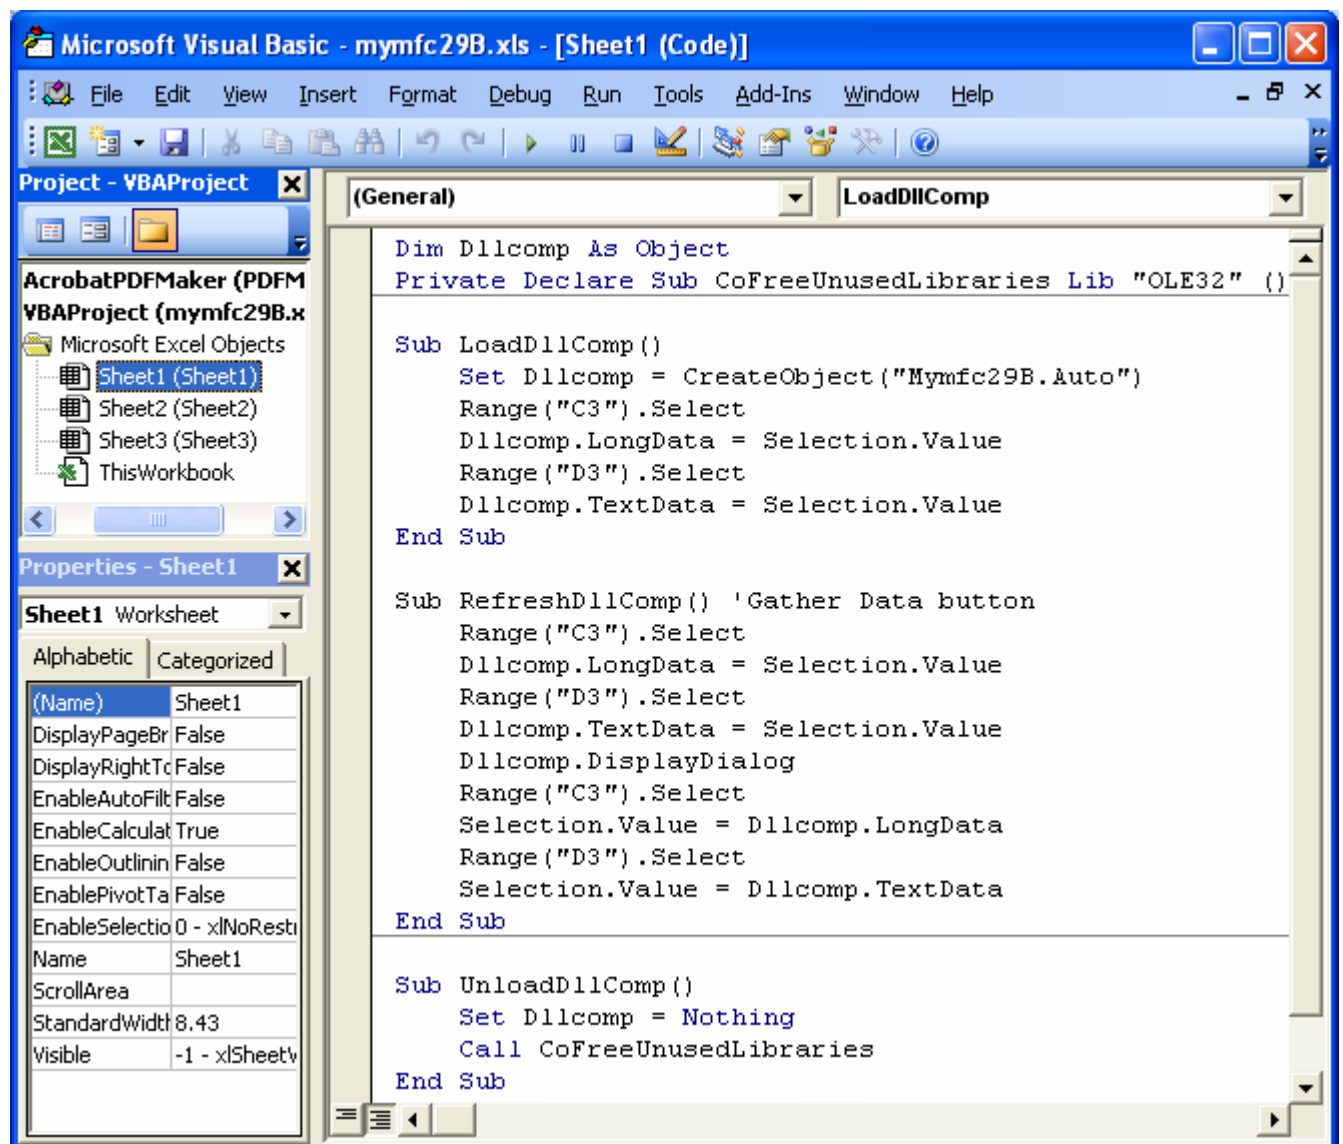 Microsoft Visual Basic - mymfc29B.xls - [Sheet1 (Code)]
File Edit View Insert Format Debug Run Tools Add-Ins Window Help
Project - VBAProject
AcrobatPDFMaker (PDFM
VBAProject (mymfc29B.x
Microsoft Excel Objects
Sheet1 (Sheet1)
Sheet2 (Sheet2)
Sheet3 (Sheet3)
ThisWorkbook
Properties - Sheet1
Sheet1 Worksheet
Alphabetic Categorized
(Name) Sheet1
DisplayPageBr False
DisplayRightTo False
EnableAutoFilt False
EnableCalculat True
EnableOutlinin False
EnablePivotTa False
EnableSelectio 0 - xlNoRestr
Name Sheet1
ScrollArea
StandardWidth 8.43
Visible -1 - xlSheetV
(General) LoadDllComp
Dim Dllcomp As Object
Private Declare Sub CoFreeUnusedLibraries Lib "OLE32" ()
Sub LoadDllComp()
Set Dllcomp = CreateObject("Mymfc29B.Auto")
Range("C3").Select
Dllcomp.LongData = Selection.Value
Range("D3").Select
Dllcomp.TextData = Selection.Value
End Sub
Sub RefreshDllComp() 'Gather Data button
Range("C3").Select
Dllcomp.LongData = Selection.Value
Range("D3").Select
Dllcomp.TextData = Selection.Value
Dllcomp.DisplayDialog
Range("C3").Select
Selection.Value = Dllcomp.LongData
Range("D3").Select
Selection.Value = Dllcomp.TextData
End Sub
Sub UnloadDllComp()
Set Dllcomp = Nothing
Call CoFreeUnusedLibraries
End Sub